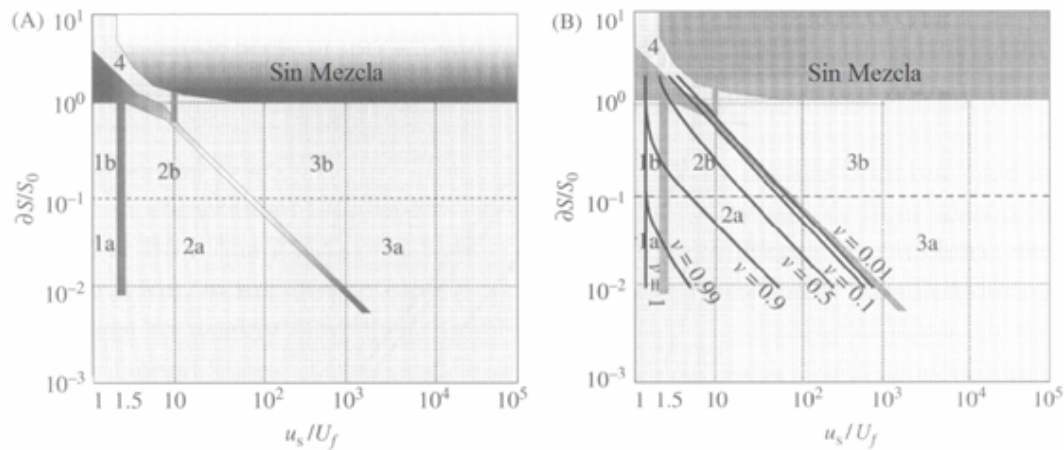 (A)
∂S/S₀
10¹
10⁰
10⁻¹
10⁻²
10⁻³
4
Sin Mezcla
1b
2b
3b
1a
2a
3a
1 1.5 10 10² 10³ 10⁴ 10⁵
uₛ/U_f
(B)
∂S/S₀
10¹
10⁰
10⁻¹
10⁻²
10⁻³
4
Sin Mezcla
1b
2b
3b
1a
2a
3a
ν = 1
ν = 0.99
ν = 0.9
ν = 0.5
ν = 0.1
ν = 0.01
1 1.5 10 10² 10³ 10⁴ 10⁵
uₛ/U_f